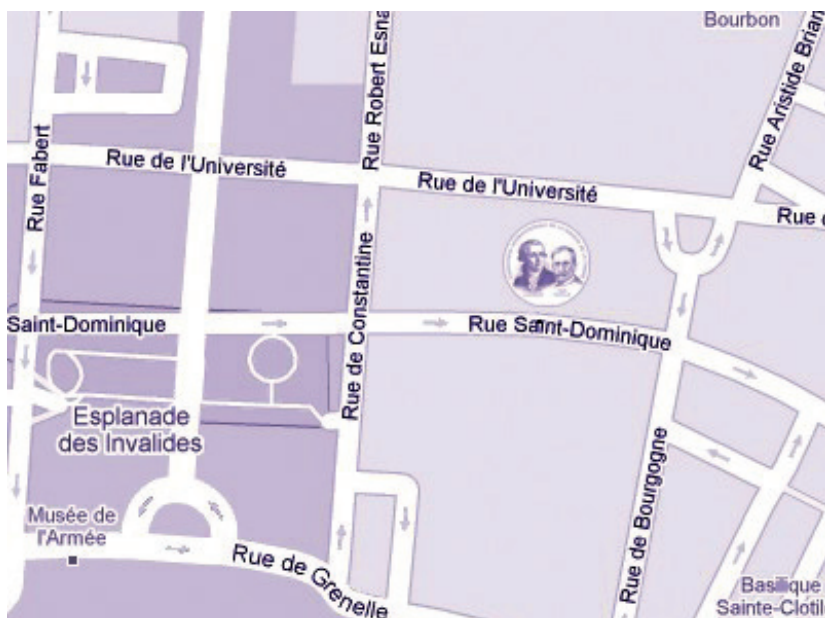 Bourbon
Rue Aristide Brian
Rue Robert Esna
Rue Fabert
Rue de l'Université
Rue de l'Université
Rue d
Rue de Constantine
Saint-Dominique
Rue Saint-Dominique
Esplanade
des Invalides
Rue de Bourgogne
Musée de
l'Armée
Rue de Grenelle
Basilique
Sainte-Clotil